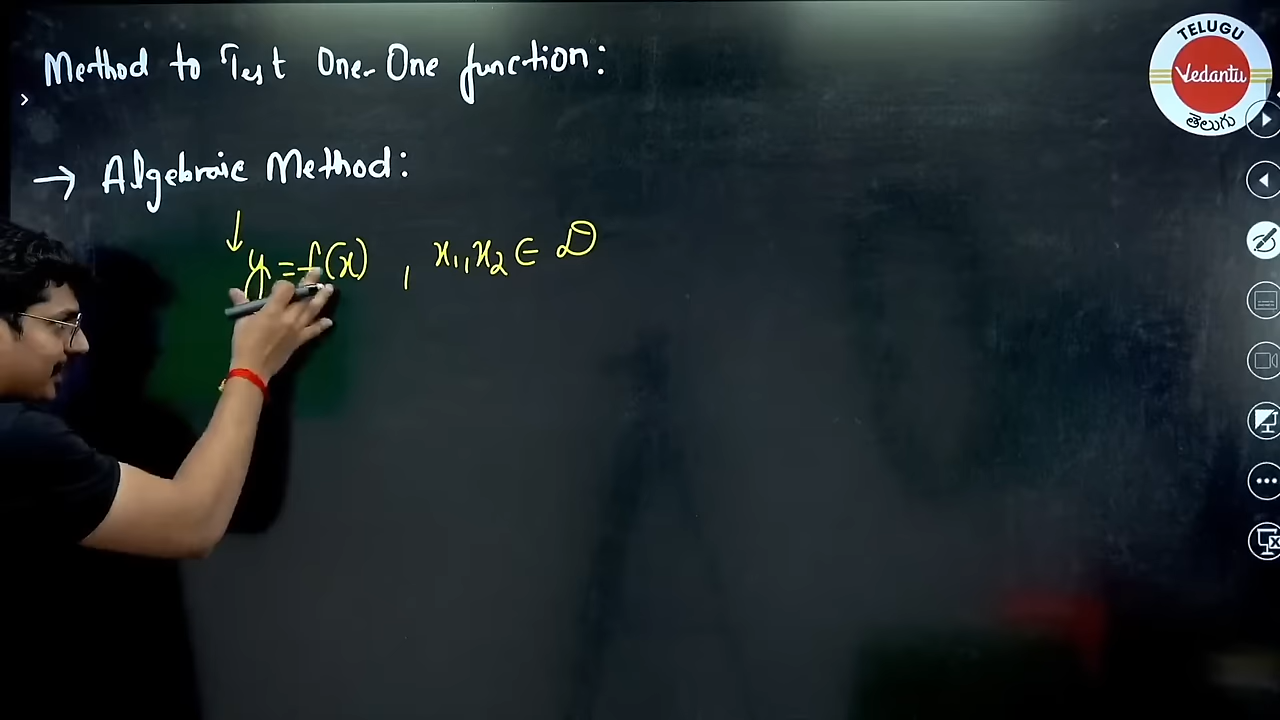 Method to Test One-One function:
→ Algebraic Method:
↓
y = f(x) , x₁, x₂ ∈ D
TELUGU
Vedantu
తెలుగు